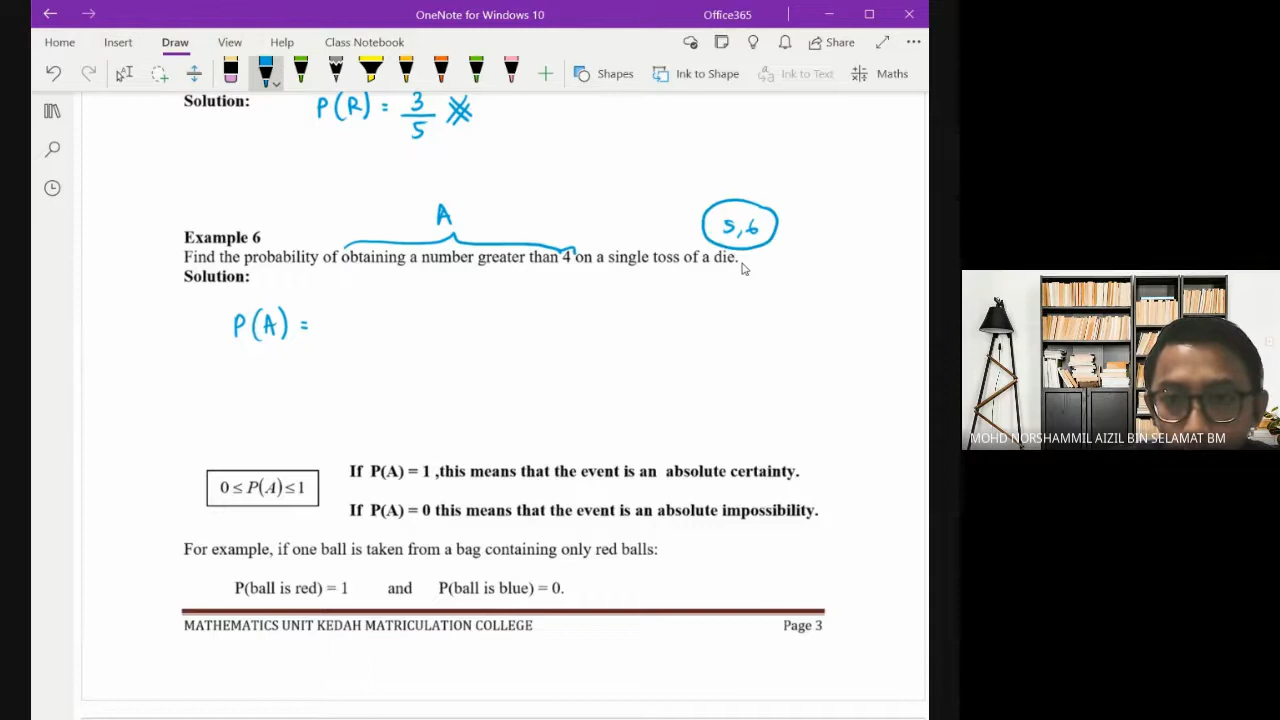 OneNote for Windows 10
Office365
Home Insert Draw View Help Class Notebook
Share
Shapes Ink to Shape Ink to Text Maths
Solution:
P(R) = 3/5
A
5,6
Example 6
Find the probability of obtaining a number greater than 4 on a single toss of a die.
Solution:
P(A) =
If P(A) = 1 ,this means that the event is an absolute certainty.
0 ≤ P(A) ≤ 1
If P(A) = 0 this means that the event is an absolute impossibility.
For example, if one ball is taken from a bag containing only red balls:
P(ball is red) = 1 and P(ball is blue) = 0.
MATHEMATICS UNIT KEDAH MATRICULATION COLLEGE Page 3
MOHD NORSHAMMIL AIZIL BIN SELAMAT BM